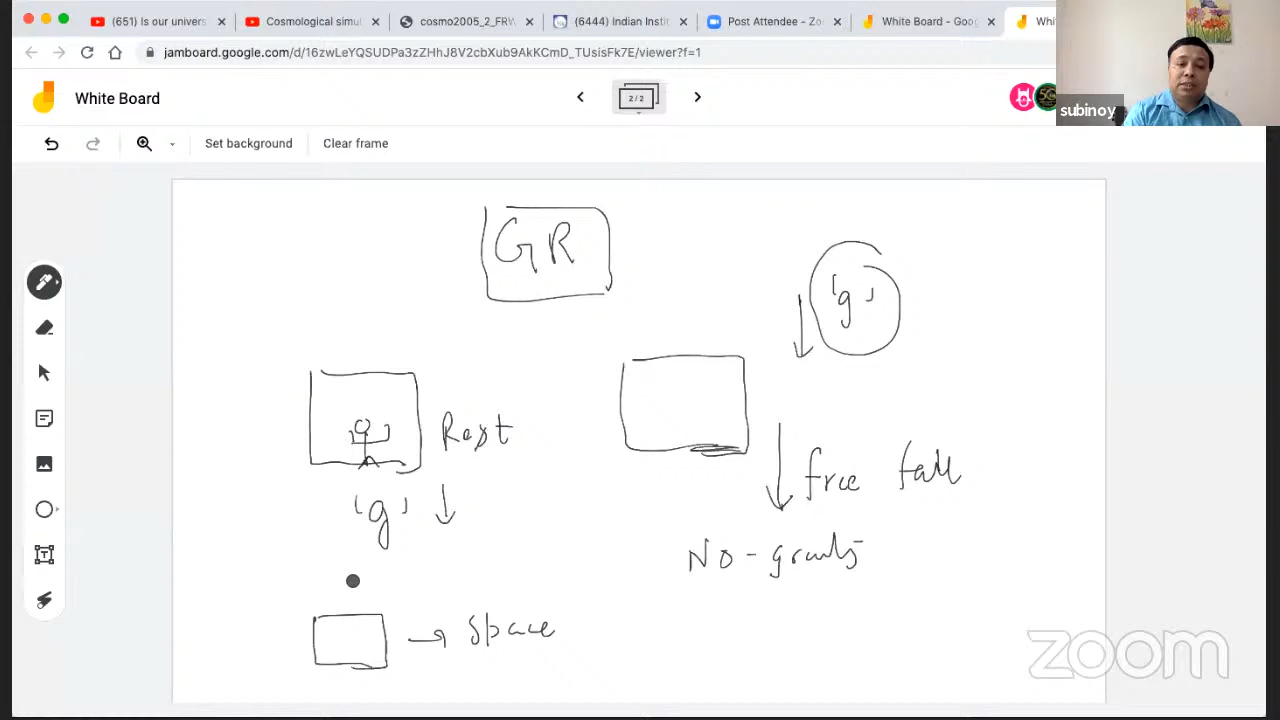 (651) Is our univers
Cosmological simul
cosmo2005_2_FRW
(6444) Indian Instit
Post Attendee - Zoo
White Board - Goog
Whi
jamboard.google.com/d/16zwLeYQSUDPa3zZHhJ8V2cbXub9AkKCmD_TUsisFk7E/viewer?f=1
White Board
2/2
subinoy
Set background
Clear frame
GR
'g'
Rest
'g'
free fall
No-gravity
Space
zoom